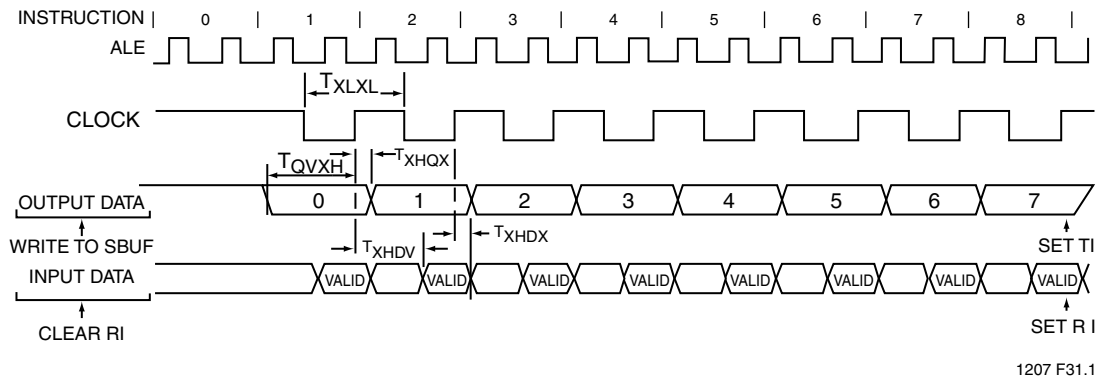 INSTRUCTION | 0 | 1 | 2 | 3 | 4 | 5 | 6 | 7 | 8 |
ALE
TXLXL
CLOCK
TQVXH TXHQX
OUTPUT DATA 0 1 2 3 4 5 6 7
WRITE TO SBUF TXHDV TXHDX SET TI
INPUT DATA VALID VALID VALID VALID VALID VALID VALID VALID
CLEAR RI SET R I
1207 F31.1